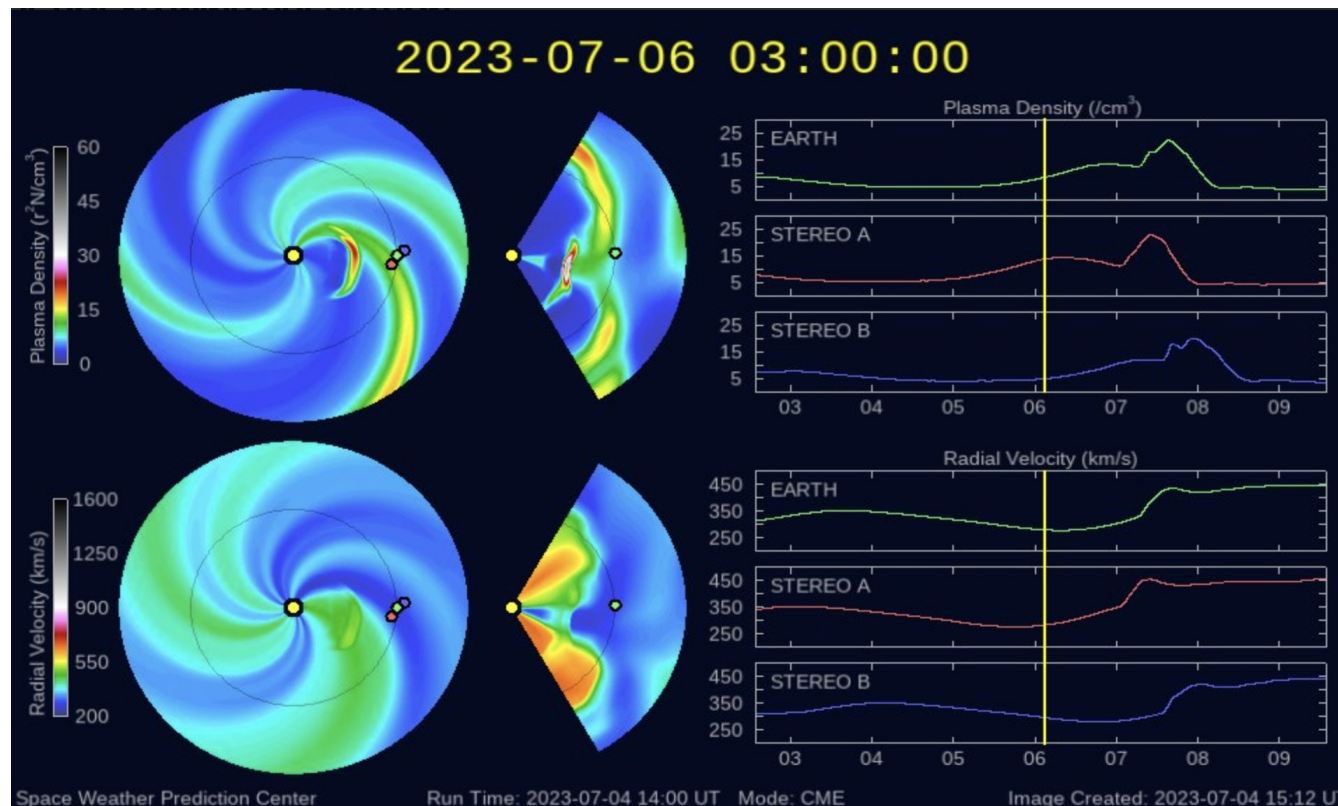 2023-07-06 03:00:00
Plasma Density (r²N/cm³)
60
45
30
15
0
Plasma Density (/cm³)
25
15
5
EARTH
25
15
5
STEREO A
25
15
5
STEREO B
03 04 05 06 07 08 09
Radial Velocity (km/s)
1600
1250
900
550
200
Radial Velocity (km/s)
450
350
250
EARTH
450
350
250
STEREO A
450
350
250
STEREO B
03 04 05 06 07 08 09
Space Weather Prediction Center Run Time: 2023-07-04 14:00 UT Mode: CME Image Created: 2023-07-04 15:12 U